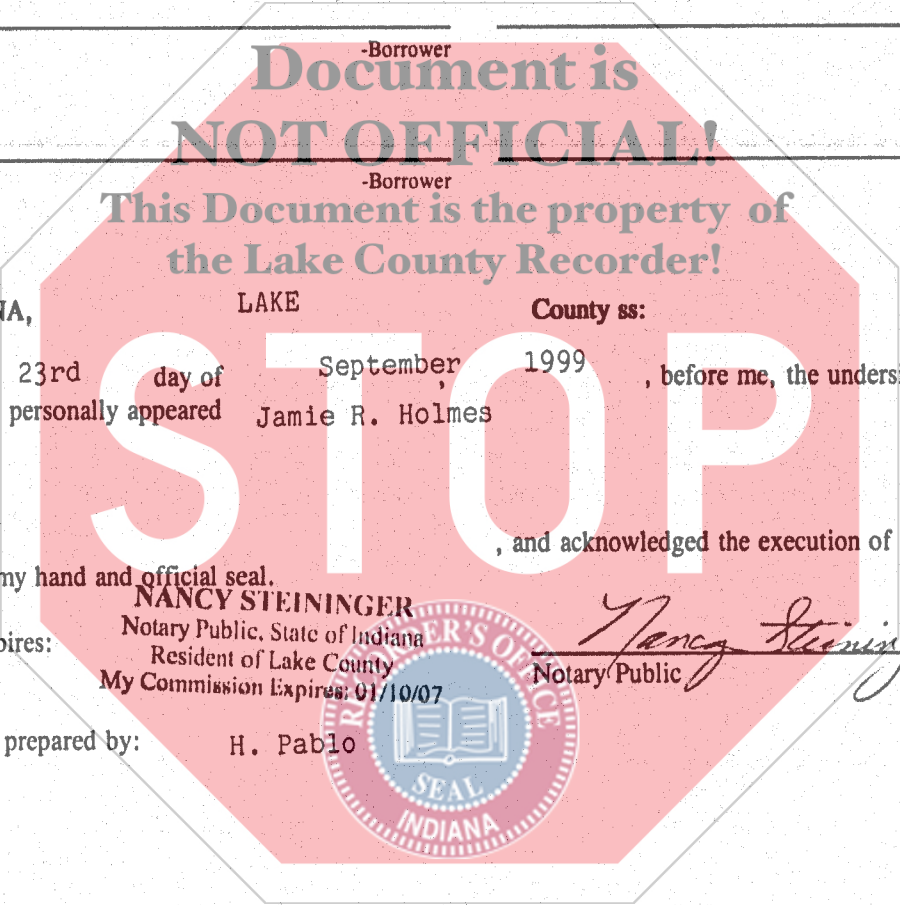 -Borrower
Document is
NOT OFFICIAL!
-Borrower
This Document is the property of
the Lake County Recorder!
NA, LAKE County ss:
23rd day of September, 1999 , before me, the undersi
personally appeared Jamie R. Holmes
STOP
, and acknowledged the execution of
my hand and official seal.
NANCY STEININGER
Notary Public, State of Indiana
Resident of Lake County
My Commission Expires: 01/10/07
pires:
Nancy Steinin
Notary Public
prepared by: H. Pablo
RECORDER'S OFFICE
SEAL
INDIANA